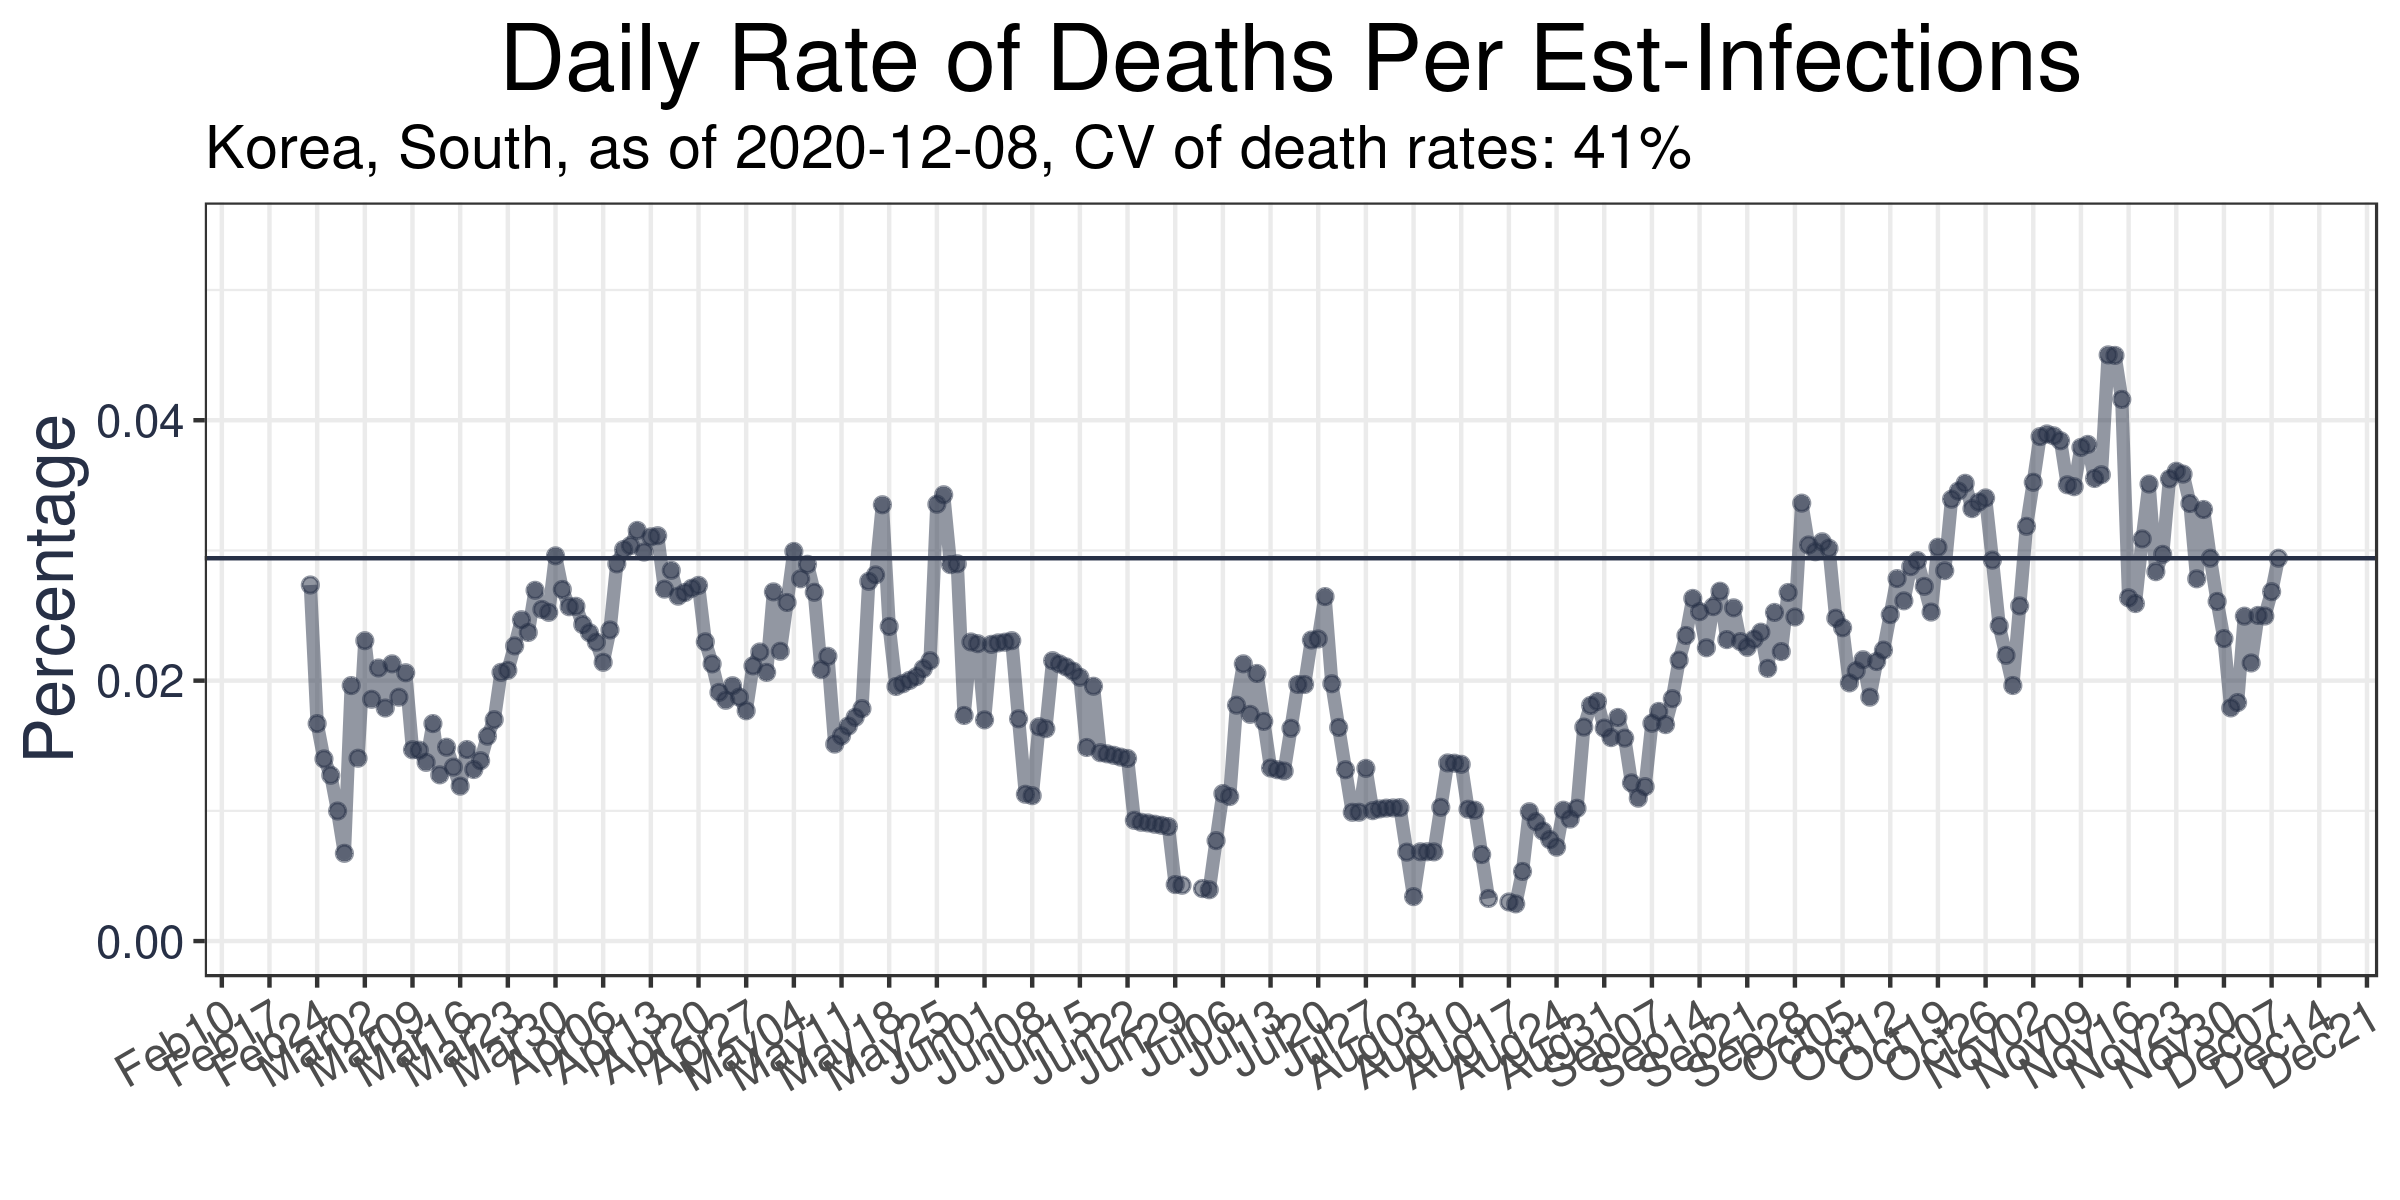 Daily Rate of Deaths Per Est-Infections
Korea, South, as of 2020-12-08, CV of death rates: 41%
Percentage
0.04
0.02
0.00
Feb10
Feb17
Feb24
Mar02
Mar09
Mar16
Mar23
Mar30
Apr06
Apr13
Apr20
Apr27
May04
May11
May18
May25
Jun01
Jun08
Jun15
Jun22
Jun29
Jul06
Jul13
Jul20
Jul27
Aug03
Aug10
Aug17
Aug24
Aug31
Sep07
Sep14
Sep21
Sep28
Oct05
Oct12
Oct19
Oct26
Nov02
Nov09
Nov16
Nov23
Nov30
Dec07
Dec14
Dec21